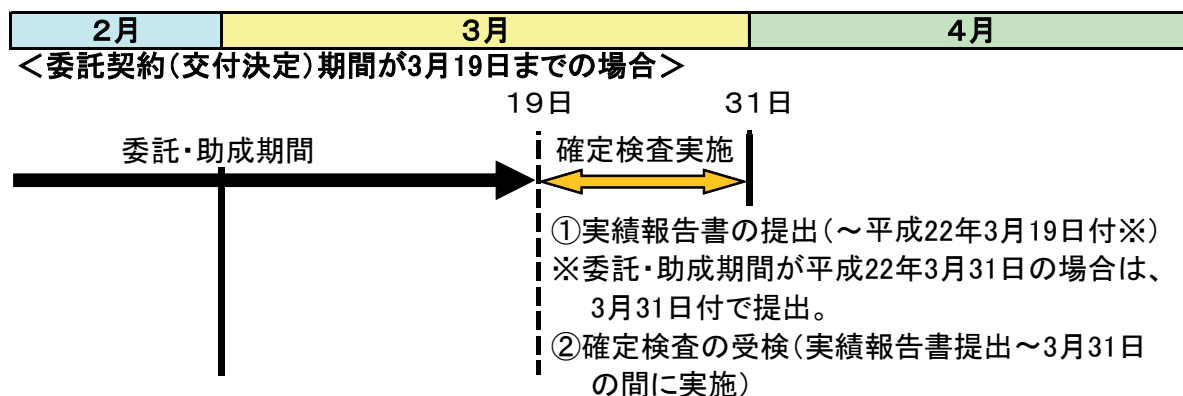 2月 3月 4月
＜委託契約(交付決定)期間が3月19日までの場合＞
19日 31日
委託・助成期間 確定検査実施
①実績報告書の提出(～平成22年3月19日付※)
※委託・助成期間が平成22年3月31日の場合は、
3月31日付で提出。
②確定検査の受検(実績報告書提出～3月31日
の間に実施)